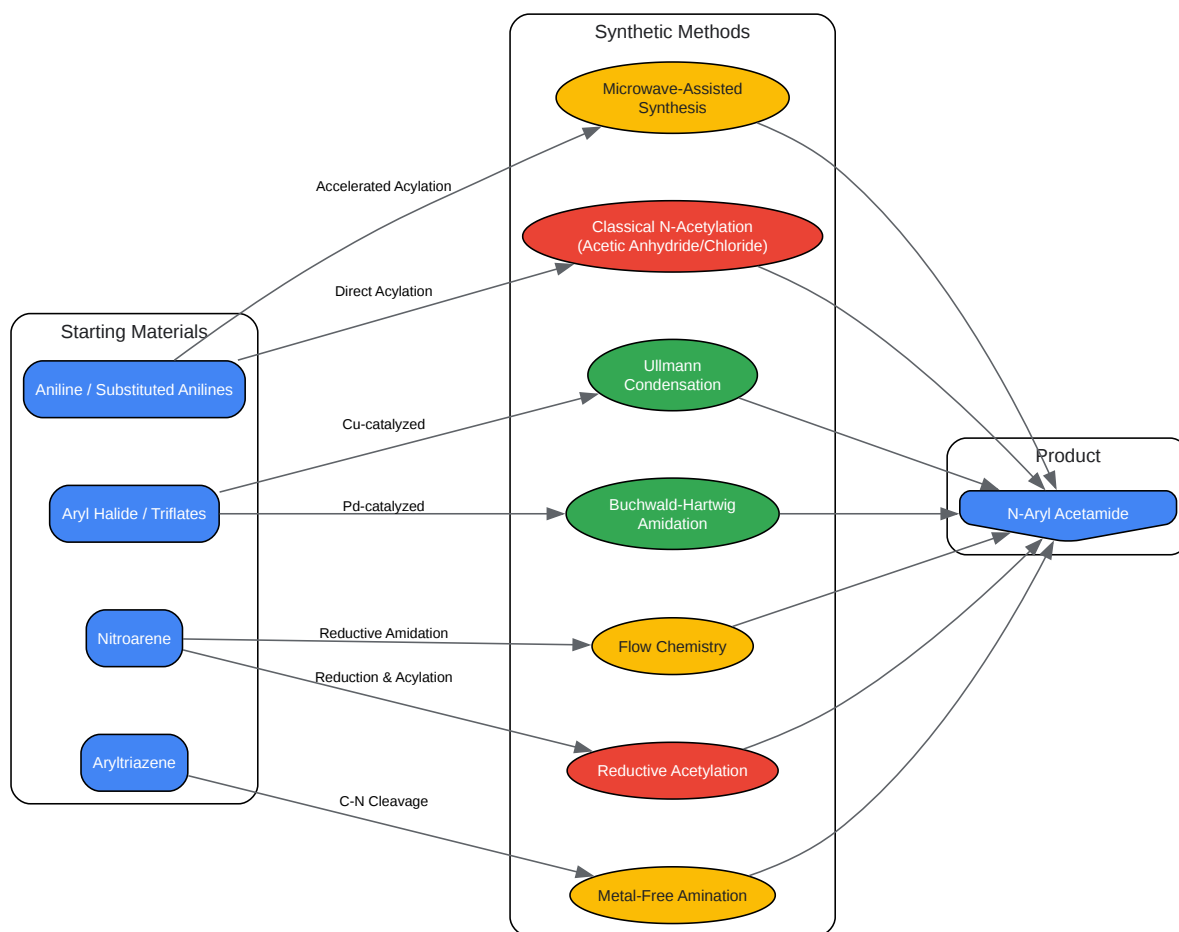 Synthetic Methods
Microwave-Assisted
Synthesis
Accelerated Acylation
Classical N-Acetylation
(Acetic Anhydride/Chloride)
Direct Acylation
Starting Materials
Aniline / Substituted Anilines
Ullmann
Condensation
Cu-catalyzed
Product
Aryl Halide / Triflates
Pd-catalyzed
Buchwald-Hartwig
Amidation
N-Aryl Acetamide
Nitroarene
Reductive Amidation
Flow Chemistry
Reduction & Acylation
Aryltriazene
Reductive Acetylation
C-N Cleavage
Metal-Free Amination